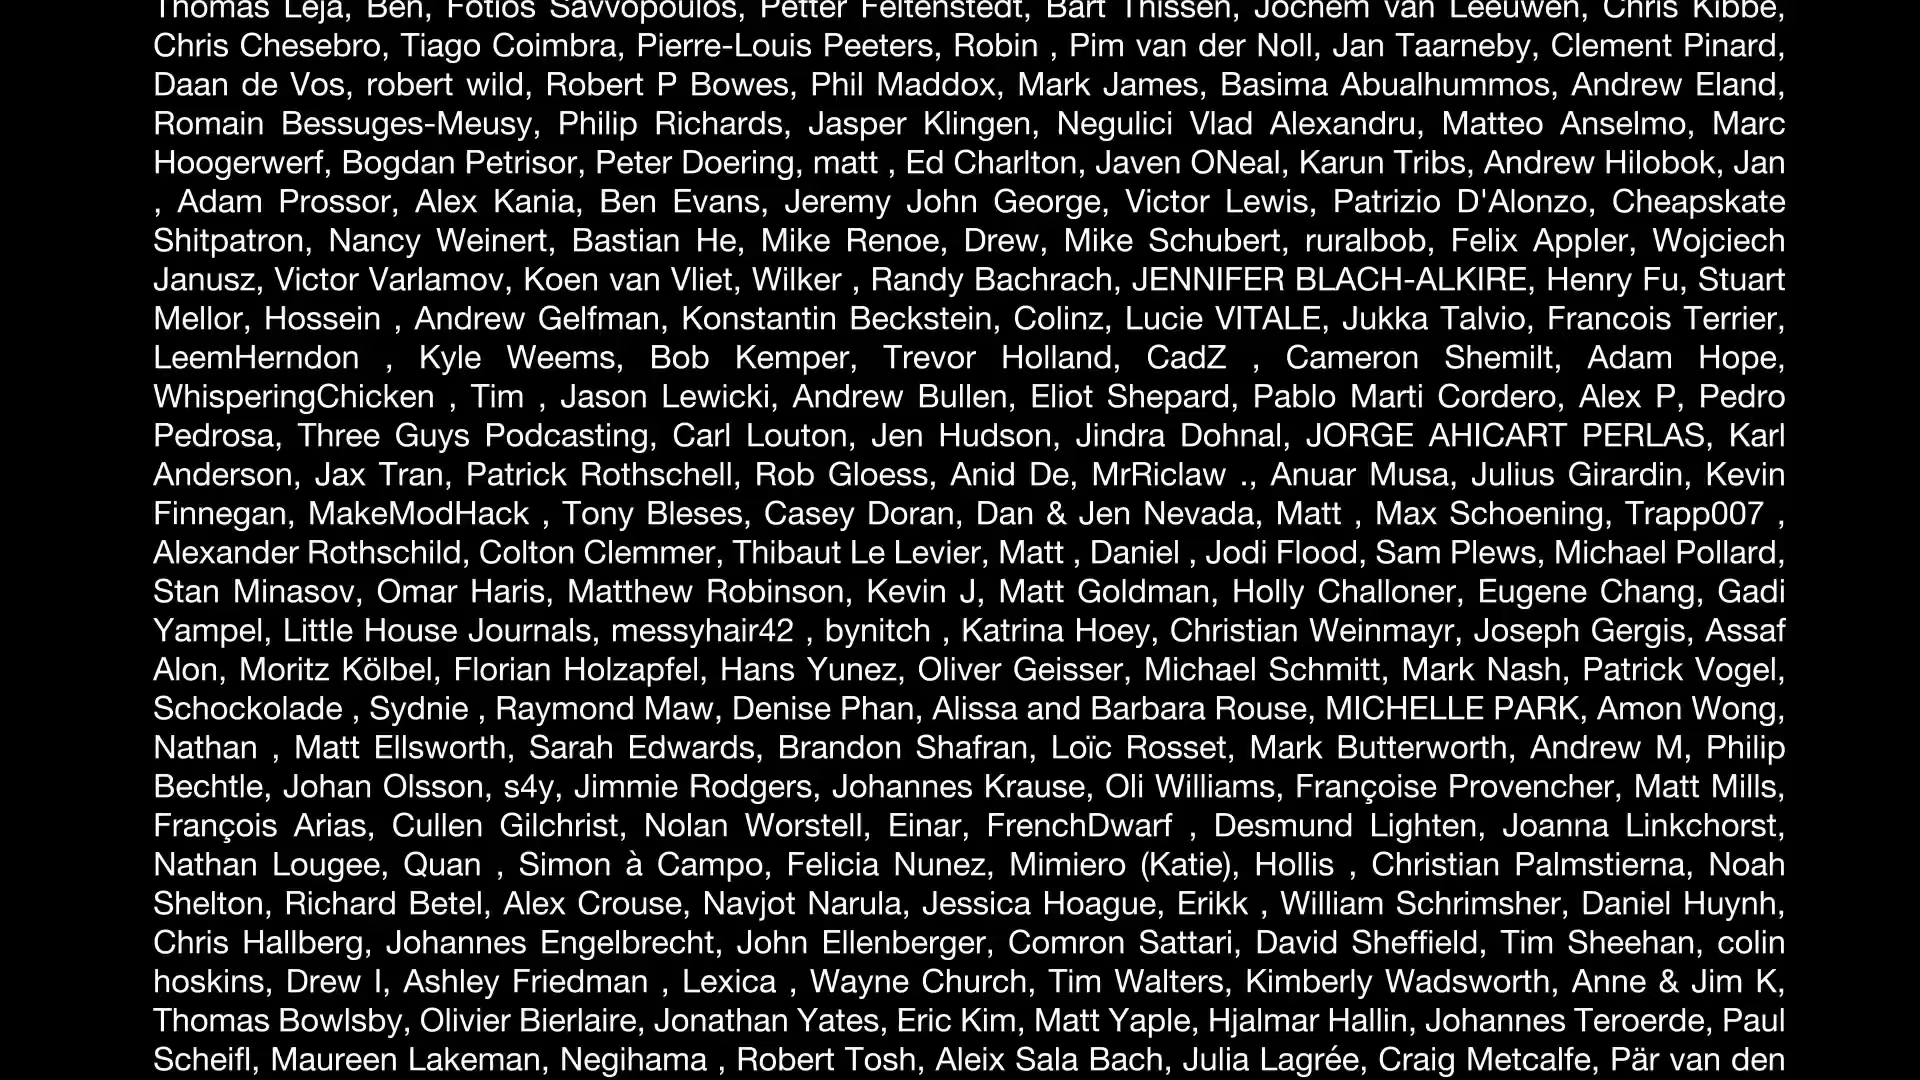 Thomas Leja, Ben, Fotios Savvopoulos, Petter Feltenstedt, Bart Thissen, Jochem van Leeuwen, Chris Kibbe,
Chris Chesebro, Tiago Coimbra, Pierre-Louis Peeters, Robin , Pim van der Noll, Jan Taarneby, Clement Pinard,
Daan de Vos, robert wild, Robert P Bowes, Phil Maddox, Mark James, Basima Abualhummos, Andrew Eland,
Romain Bessuges-Meusy, Philip Richards, Jasper Klingen, Negulici Vlad Alexandru, Matteo Anselmo, Marc
Hoogerwerf, Bogdan Petrisor, Peter Doering, matt , Ed Charlton, Javen ONeal, Karun Tribs, Andrew Hilobok, Jan
, Adam Prossor, Alex Kania, Ben Evans, Jeremy John George, Victor Lewis, Patrizio D'Alonzo, Cheapskate
Shitpatron, Nancy Weinert, Bastian He, Mike Renoe, Drew, Mike Schubert, ruralbob, Felix Appler, Wojciech
Janusz, Victor Varlamov, Koen van Vliet, Wilker , Randy Bachrach, JENNIFER BLACH-ALKIRE, Henry Fu, Stuart
Mellor, Hossein , Andrew Gelfman, Konstantin Beckstein, Colinz, Lucie VITALE, Jukka Talvio, Francois Terrier,
LeemHerndon , Kyle Weems, Bob Kemper, Trevor Holland, CadZ , Cameron Shemilt, Adam Hope,
WhisperingChicken , Tim , Jason Lewicki, Andrew Bullen, Eliot Shepard, Pablo Marti Cordero, Alex P, Pedro
Pedrosa, Three Guys Podcasting, Carl Louton, Jen Hudson, Jindra Dohnal, JORGE AHICART PERLAS, Karl
Anderson, Jax Tran, Patrick Rothschell, Rob Gloess, Anid De, MrRiclaw ., Anuar Musa, Julius Girardin, Kevin
Finnegan, MakeModHack , Tony Bleses, Casey Doran, Dan & Jen Nevada, Matt , Max Schoening, Trapp007 ,
Alexander Rothschild, Colton Clemmer, Thibaut Le Levier, Matt , Daniel , Jodi Flood, Sam Plews, Michael Pollard,
Stan Minasov, Omar Haris, Matthew Robinson, Kevin J, Matt Goldman, Holly Challoner, Eugene Chang, Gadi
Yampel, Little House Journals, messyhair42 , bynitch , Katrina Hoey, Christian Weinmayr, Joseph Gergis, Assaf
Alon, Moritz Kölbel, Florian Holzapfel, Hans Yunez, Oliver Geisser, Michael Schmitt, Mark Nash, Patrick Vogel,
Schockolade , Sydnie , Raymond Maw, Denise Phan, Alissa and Barbara Rouse, MICHELLE PARK, Amon Wong,
Nathan , Matt Ellsworth, Sarah Edwards, Brandon Shafran, Loïc Rosset, Mark Butterworth, Andrew M, Philip
Bechtle, Johan Olsson, s4y, Jimmie Rodgers, Johannes Krause, Oli Williams, Françoise Provencher, Matt Mills,
François Arias, Cullen Gilchrist, Nolan Worstell, Einar, FrenchDwarf , Desmund Lighten, Joanna Linkchorst,
Nathan Lougee, Quan , Simon à Campo, Felicia Nunez, Mimiero (Katie), Hollis , Christian Palmstierna, Noah
Shelton, Richard Betel, Alex Crouse, Navjot Narula, Jessica Hoague, Erikk , William Schrimsher, Daniel Huynh,
Chris Hallberg, Johannes Engelbrecht, John Ellenberger, Comron Sattari, David Sheffield, Tim Sheehan, colin
hoskins, Drew I, Ashley Friedman , Lexica , Wayne Church, Tim Walters, Kimberly Wadsworth, Anne & Jim K,
Thomas Bowlsby, Olivier Bierlaire, Jonathan Yates, Eric Kim, Matt Yaple, Hjalmar Hallin, Johannes Teroerde, Paul
Scheifl, Maureen Lakeman, Negihama , Robert Tosh, Aleix Sala Bach, Julia Lagrée, Craig Metcalfe, Pär van den